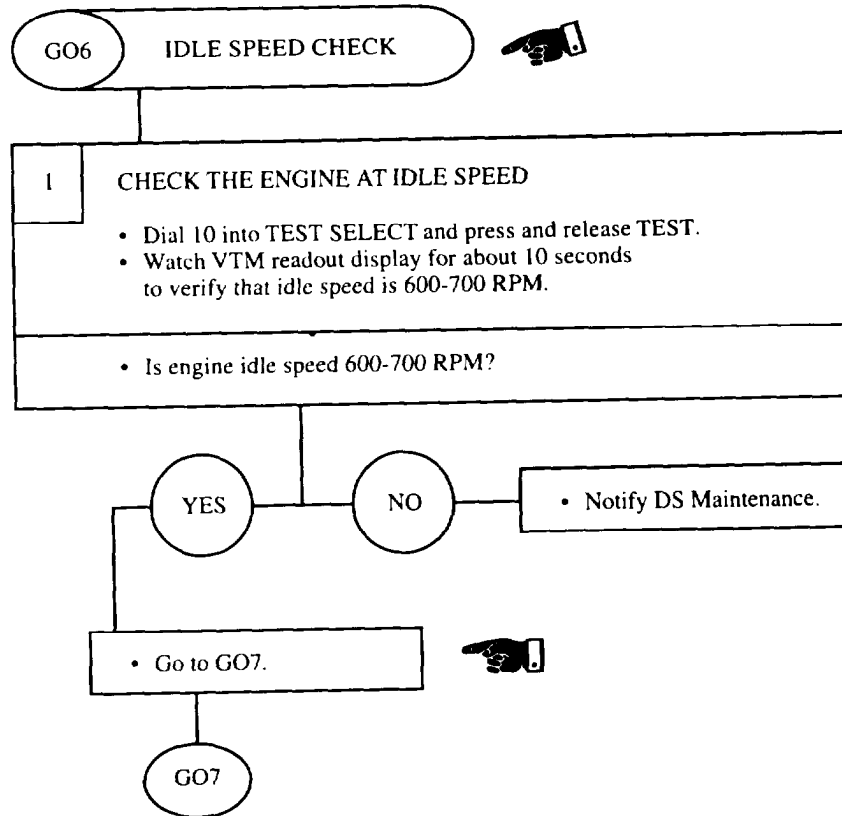 GO6 IDLE SPEED CHECK
1 CHECK THE ENGINE AT IDLE SPEED
• Dial 10 into TEST SELECT and press and release TEST.
• Watch VTM readout display for about 10 seconds
to verify that idle speed is 600-700 RPM.
• Is engine idle speed 600-700 RPM?
YES
NO
• Notify DS Maintenance.
• Go to GO7.
GO7